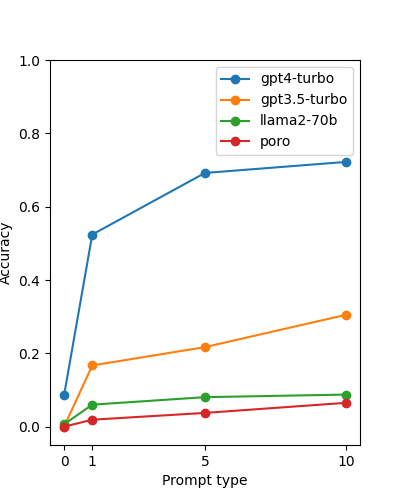 1.0
0.8
0.6
0.4
0.2
0.0
Accuracy
gpt4-turbo
gpt3.5-turbo
llama2-70b
poro
0 1 5 10
Prompt type